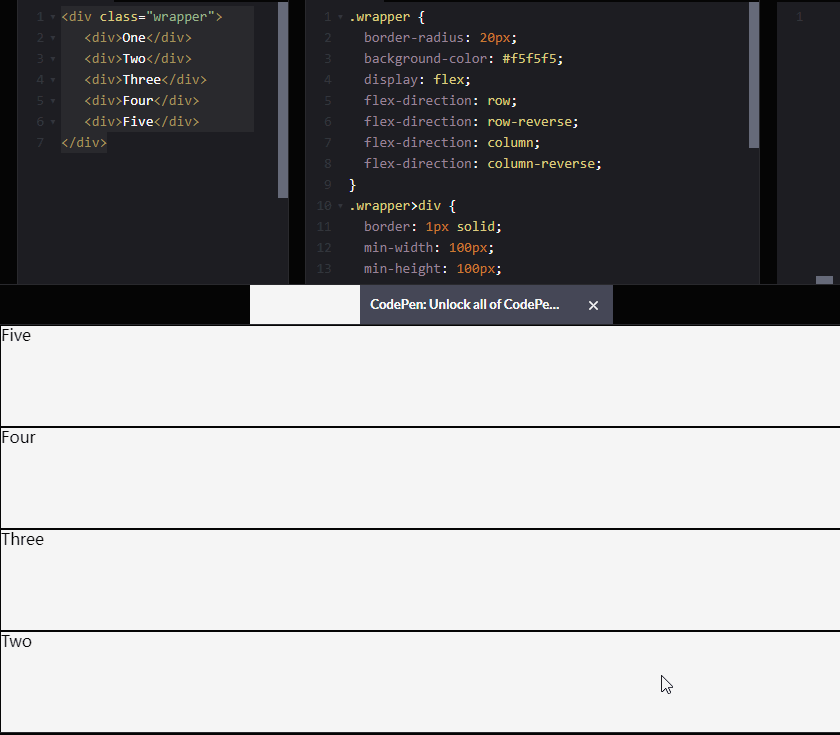 1 <div class="wrapper">
2 <div>One</div>
3 <div>Two</div>
4 <div>Three</div>
5 <div>Four</div>
6 <div>Five</div>
7 </div>
1 .wrapper {
2 border-radius: 20px;
3 background-color: #f5f5f5;
4 display: flex;
5 flex-direction: row;
6 flex-direction: row-reverse;
7 flex-direction: column;
8 flex-direction: column-reverse;
9 }
10 .wrapper>div {
11 border: 1px solid;
12 min-width: 100px;
13 min-height: 100px;
1
CodePen: Unlock all of CodePe... ×
Five
Four
Three
Two